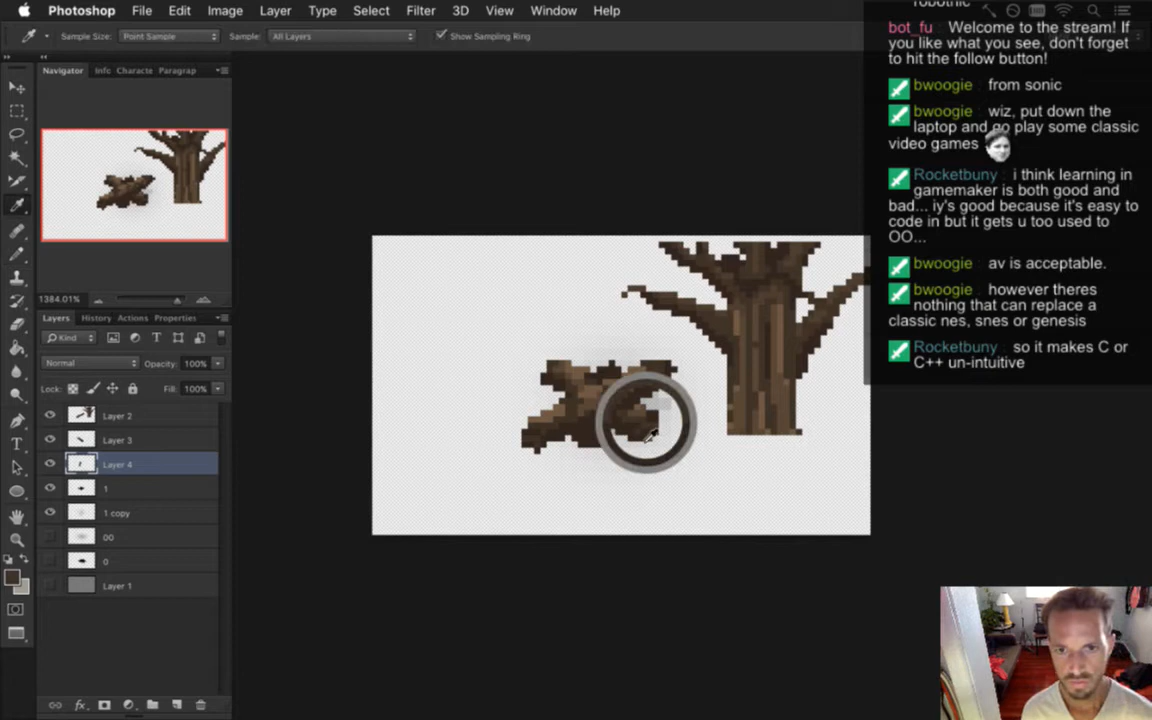 Photoshop File Edit Image Layer Type Select Filter 3D View Window Help
Sample Size: Point Sample Sample: All Layers Show Sampling Ring
Navigator Info Characte Paragrap
1384.01%
Layers History Actions Properties
Kind
Normal Opacity: 100%
Lock: Fill: 100%
Layer 2
Layer 3
Layer 4
1
1 copy
00
0
Layer 1
fx
robothic
bot_fu : Welcome to the stream! If
you like what you see, don't forget
to hit the follow button!
bwoogie : from sonic
bwoogie : wiz, put down the
laptop and go play some classic
video games
Rocketbuny : i think learning in
gamemaker is both good and
bad... iy's good because it's easy to
code in but it gets u too used to
OO...
bwoogie : av is acceptable.
bwoogie : however theres
nothing that can replace a
classic nes, snes or genesis
Rocketbuny : so it makes C or
C++ un-intuitive